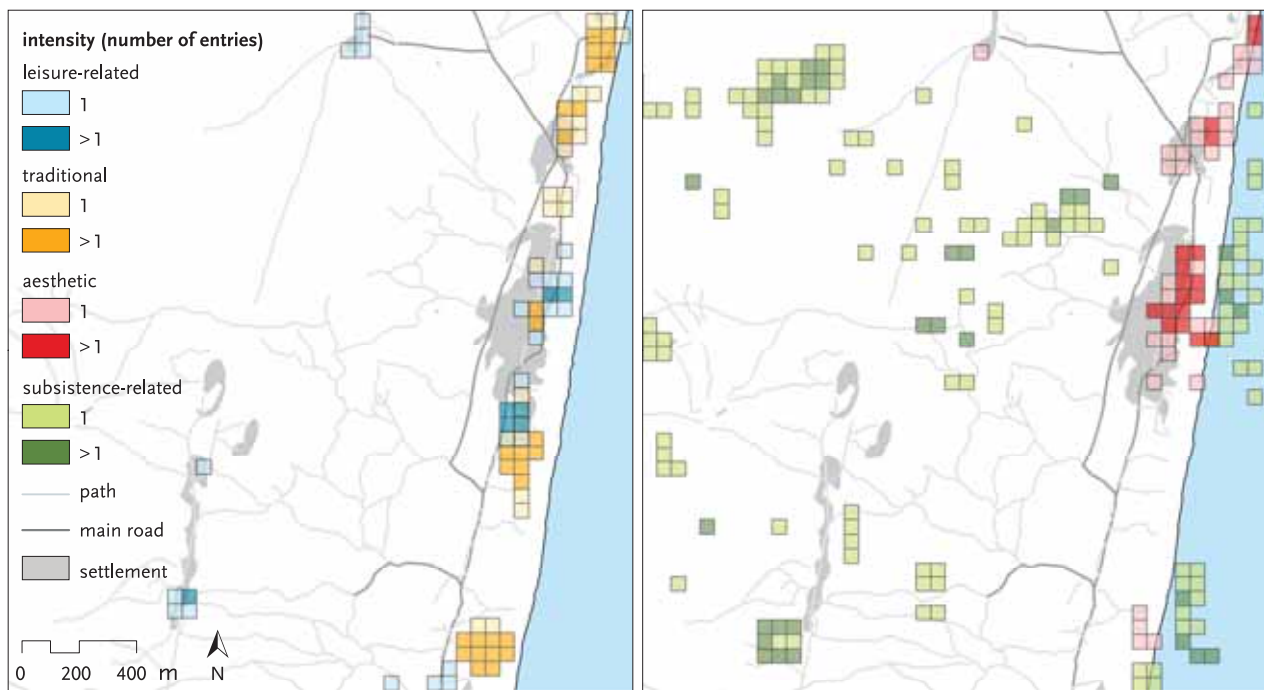 intensity (number of entries)
leisure-related
1
>1
traditional
1
>1
aesthetic
1
>1
subsistence-related
1
>1
path
main road
settlement
0 200 400 m N